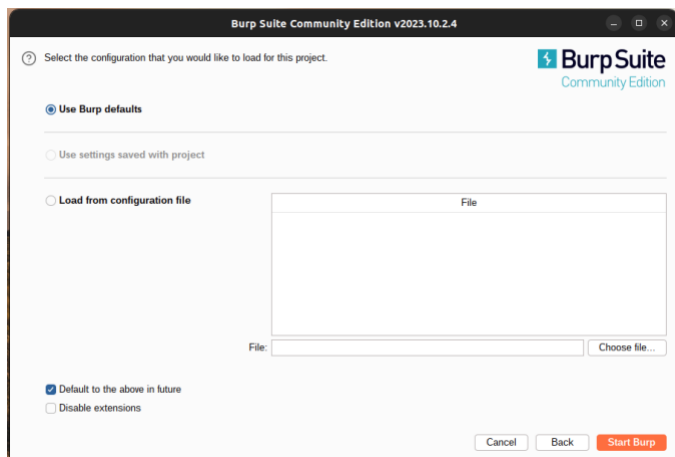 Burp Suite Community Edition v2023.10.2.4
? Select the configuration that you would like to load for this project.
Burp Suite
Community Edition
Use Burp defaults
Use settings saved with project
Load from configuration file
File
File:
Choose file...
Default to the above in future
Disable extensions
Cancel Back Start Burp